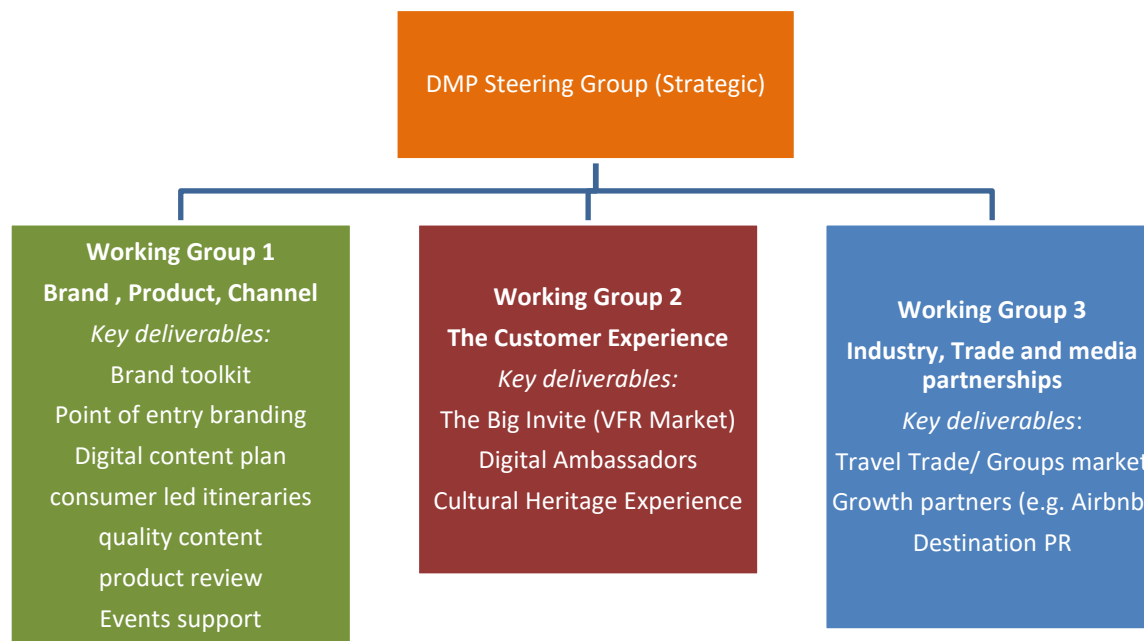 DMP Steering Group (Strategic)
Working Group 1
Brand , Product, Channel
Key deliverables:
Brand toolkit
Point of entry branding
Digital content plan
consumer led itineraries
quality content
product review
Events support
Working Group 2
The Customer Experience
Key deliverables:
The Big Invite (VFR Market)
Digital Ambassadors
Cultural Heritage Experience
Working Group 3
Industry, Trade and media
partnerships
Key deliverables:
Travel Trade/ Groups market
Growth partners (e.g. Airbnb
Destination PR